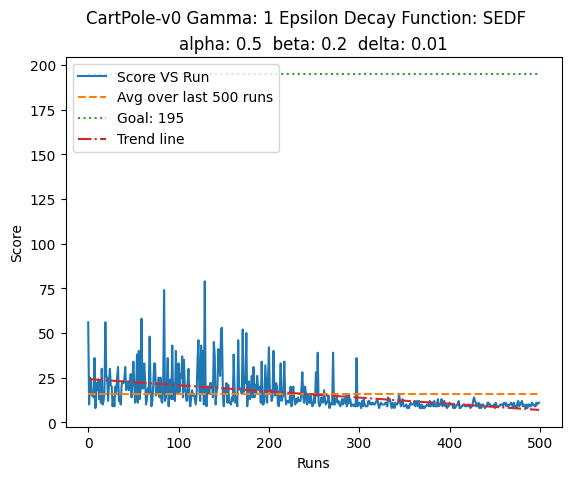 CartPole-v0 Gamma: 1 Epsilon Decay Function: SEDF
alpha: 0.5  beta: 0.2  delta: 0.01
Score VS Run
Avg over last 500 runs
Goal: 195
Trend line
200
175
150
125
100
75
50
25
0
Score
0 100 200 300 400 500
Runs